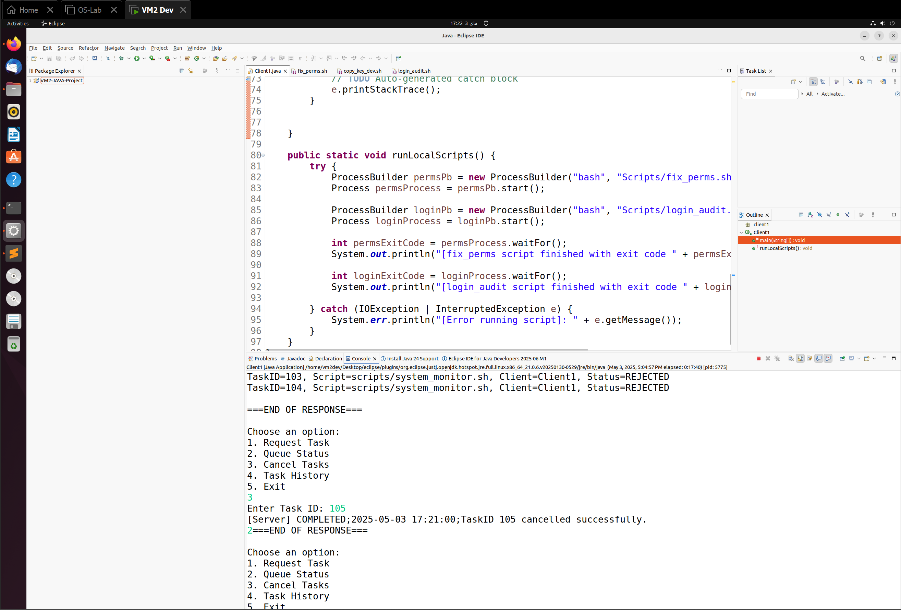 Home
OS-Lab
VM2 Dev
Activities
Eclipse
Java - Eclipse IDE
File Edit Source Refactor Navigate Search Project Run Window Help
Package Explorer
VM2-JAVA-Project
Client1.java
fix_perms.sh
copy_key_dev.sh
login_audit.sh
73 // TODO Auto-generated catch block
74 e.printStackTrace();
75 }
76
77
78 }
79
80 public static void runLocalScripts() {
81 try {
82 ProcessBuilder permsPb = new ProcessBuilder("bash", "Scripts/fix_perms.sh
83 Process permsProcess = permsPb.start();
84
85 ProcessBuilder loginPb = new ProcessBuilder("bash", "Scripts/login_audit.
86 Process loginProcess = loginPb.start();
87
88 int permsExitCode = permsProcess.waitFor();
89 System.out.println("[fix perms script finished with exit code " + permsEx
90
91 int loginExitCode = loginProcess.waitFor();
92 System.out.println("[login audit script finished with exit code " + login
93
94 } catch (IOException | InterruptedException e) {
95 System.err.println("[Error running script]: " + e.getMessage());
96 }
97 }
Task List
Find
All
Activate...
Outline
client1
Client1
main(String[]) : void
runLocalScripts() : void
Problems
Javadoc
Declaration
Console
Install Java 24 Support
Eclipse IDE for Java Developers 2025-06 M1
TaskID=103, Script=scripts/system_monitor.sh, Client=Client1, Status=REJECTED
TaskID=104, Script=scripts/system_monitor.sh, Client=Client1, Status=REJECTED
===END OF RESPONSE===
Choose an option:
1. Request Task
2. Queue Status
3. Cancel Tasks
4. Task History
5. Exit
3
Enter Task ID: 105
[Server] COMPLETED;2025-05-03 17:21:00;TaskID 105 cancelled successfully.
2===END OF RESPONSE===
Choose an option:
1. Request Task
2. Queue Status
3. Cancel Tasks
4. Task History
5. Exit